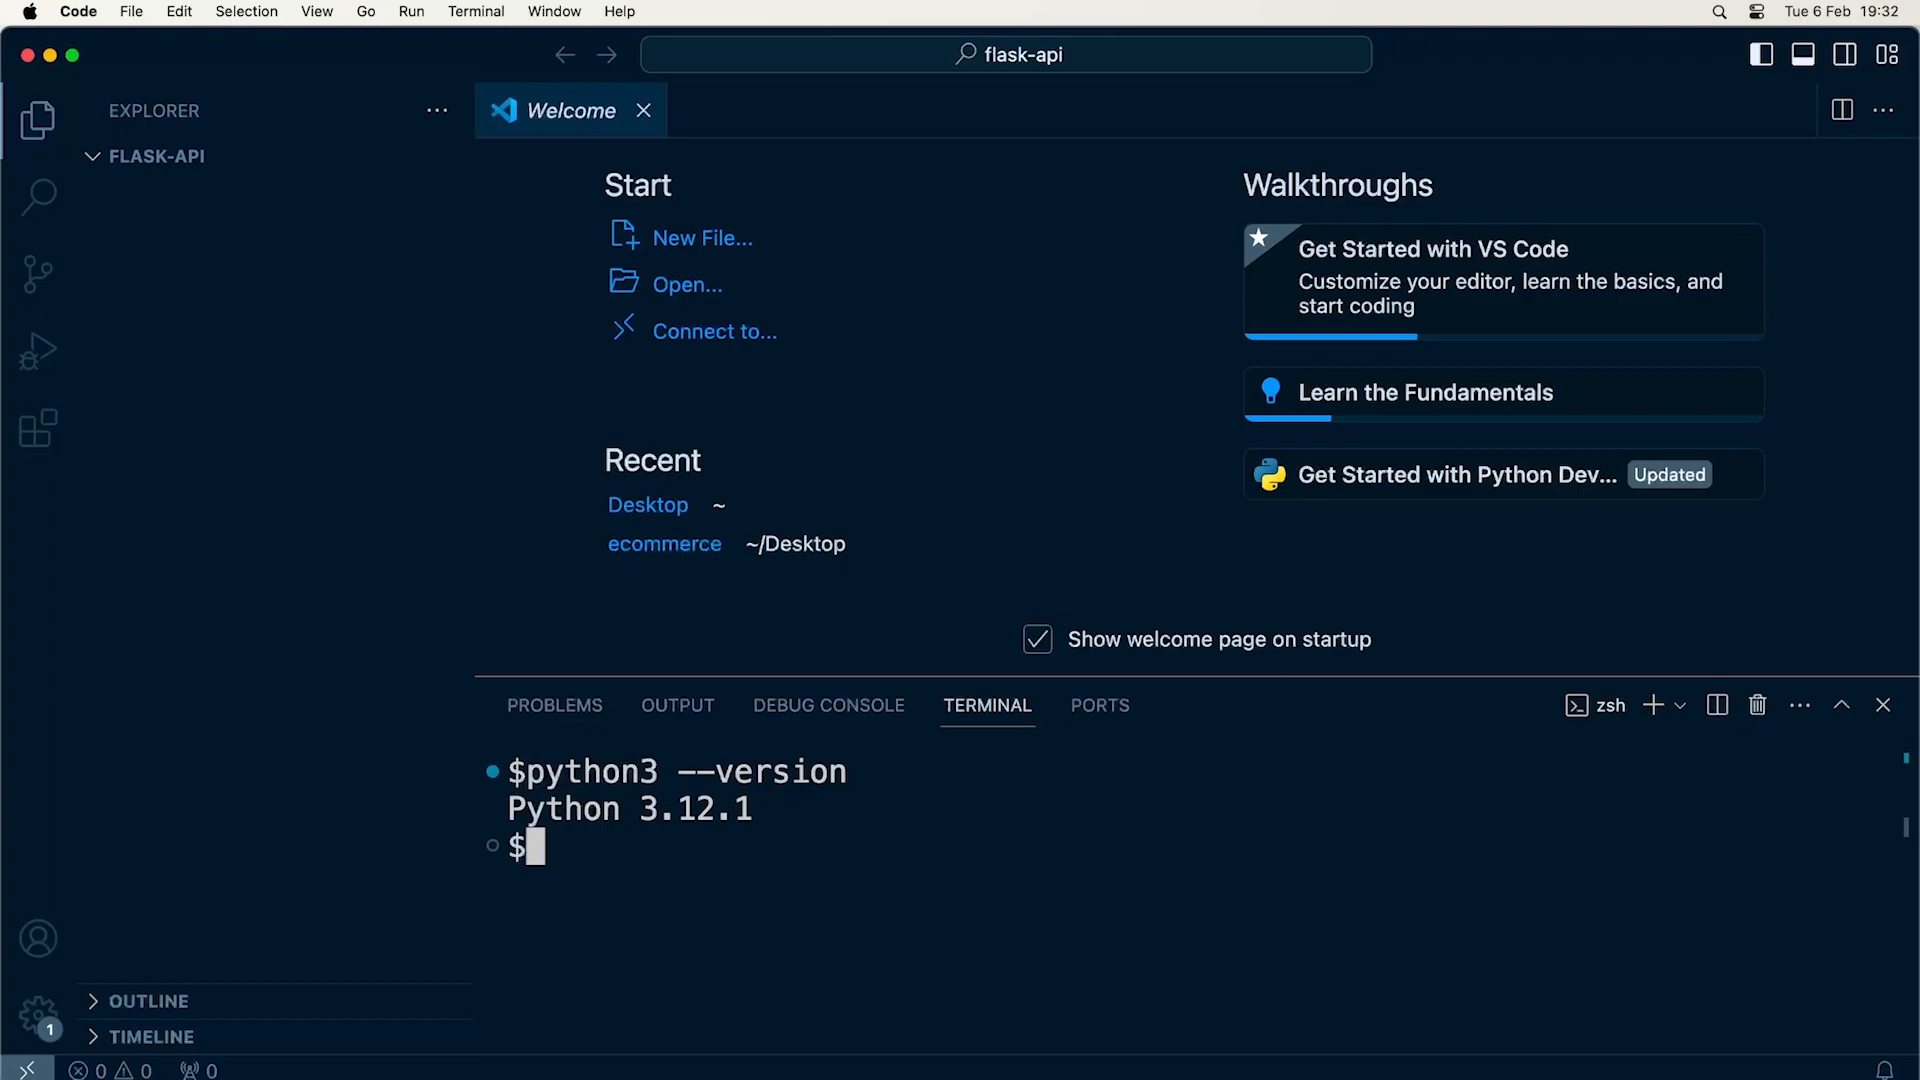 Code File Edit Selection View Go Run Terminal Window Help Tue 6 Feb 19:32
flask-api
EXPLORER
FLASK-API
Welcome
Start
New File...
Open...
Connect to...
Recent
Desktop ~
ecommerce ~/Desktop
Walkthroughs
Get Started with VS Code
Customize your editor, learn the basics, and
start coding
Learn the Fundamentals
Get Started with Python Dev... Updated
Show welcome page on startup
PROBLEMS OUTPUT DEBUG CONSOLE TERMINAL PORTS zsh
$python3 --version
Python 3.12.1
$
OUTLINE
1
TIMELINE
0 0 0